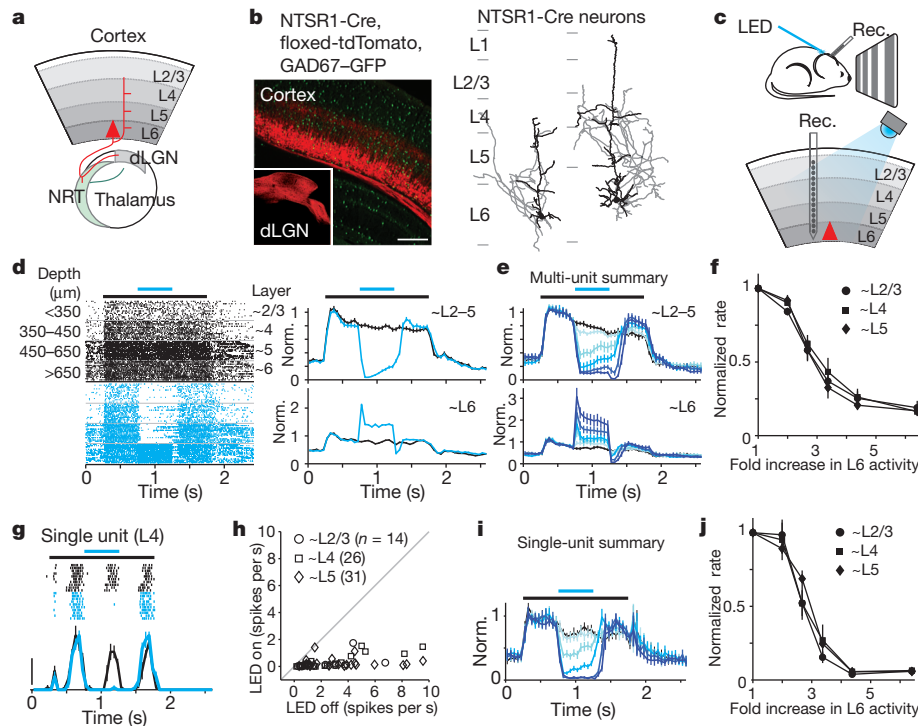 a
Cortex
L2/3
L4
L5
L6
dLGN
NRT
Thalamus
b
NTSR1-Cre,
floxed-tdTomato,
GAD67–GFP
Cortex
dLGN
NTSR1-Cre neurons
L1
L2/3
L4
L5
L6
c
LED
Rec.
Rec.
L2/3
L4
L5
L6
d
Depth
(μm)
<350
350–450
450–650
>650
Layer
~2/3
~4
~5
~6
0 1 2
Time (s)
~L2–5
Norm.
1
0
~L6
Norm.
2
1
0
0 1 2
Time (s)
e
Multi-unit summary
~L2–5
Norm.
1
0
~L6
Norm.
3
2
1
0
0 1 2
Time (s)
f
Normalized rate
1
0.5
0
~L2/3
~L4
~L5
1 3 5
Fold increase in L6 activity
g
Single unit (L4)
0 1 2
Time (s)
h
LED on (spikes per s)
10
8
6
4
2
0
~L2/3 (n = 14)
~L4 (26)
~L5 (31)
0 2 4 6 8 10
LED off (spikes per s)
i
Single-unit summary
Norm.
1
0
0 1 2
Time (s)
j
Normalized rate
1
0.5
0
~L2/3
~L4
~L5
1 3 5
Fold increase in L6 activity